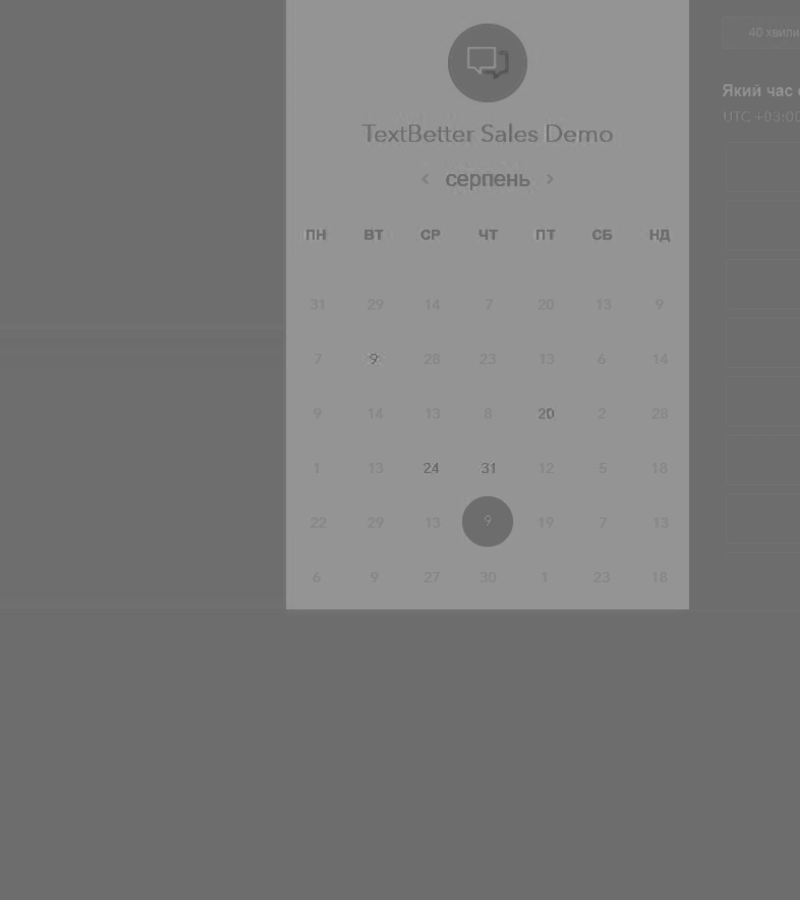 TextBetter Sales Demo
< серпень >
ПН ВТ СР ЧТ ПТ СБ НД
31 29 14 7 20 13 9
7 9 28 23 13 6 14
9 14 13 8 20 2 28
1 13 24 31 12 5 18
22 29 13 9 19 7 13
6 9 27 30 1 23 18
40 хвили
Який час
UTC +03:00